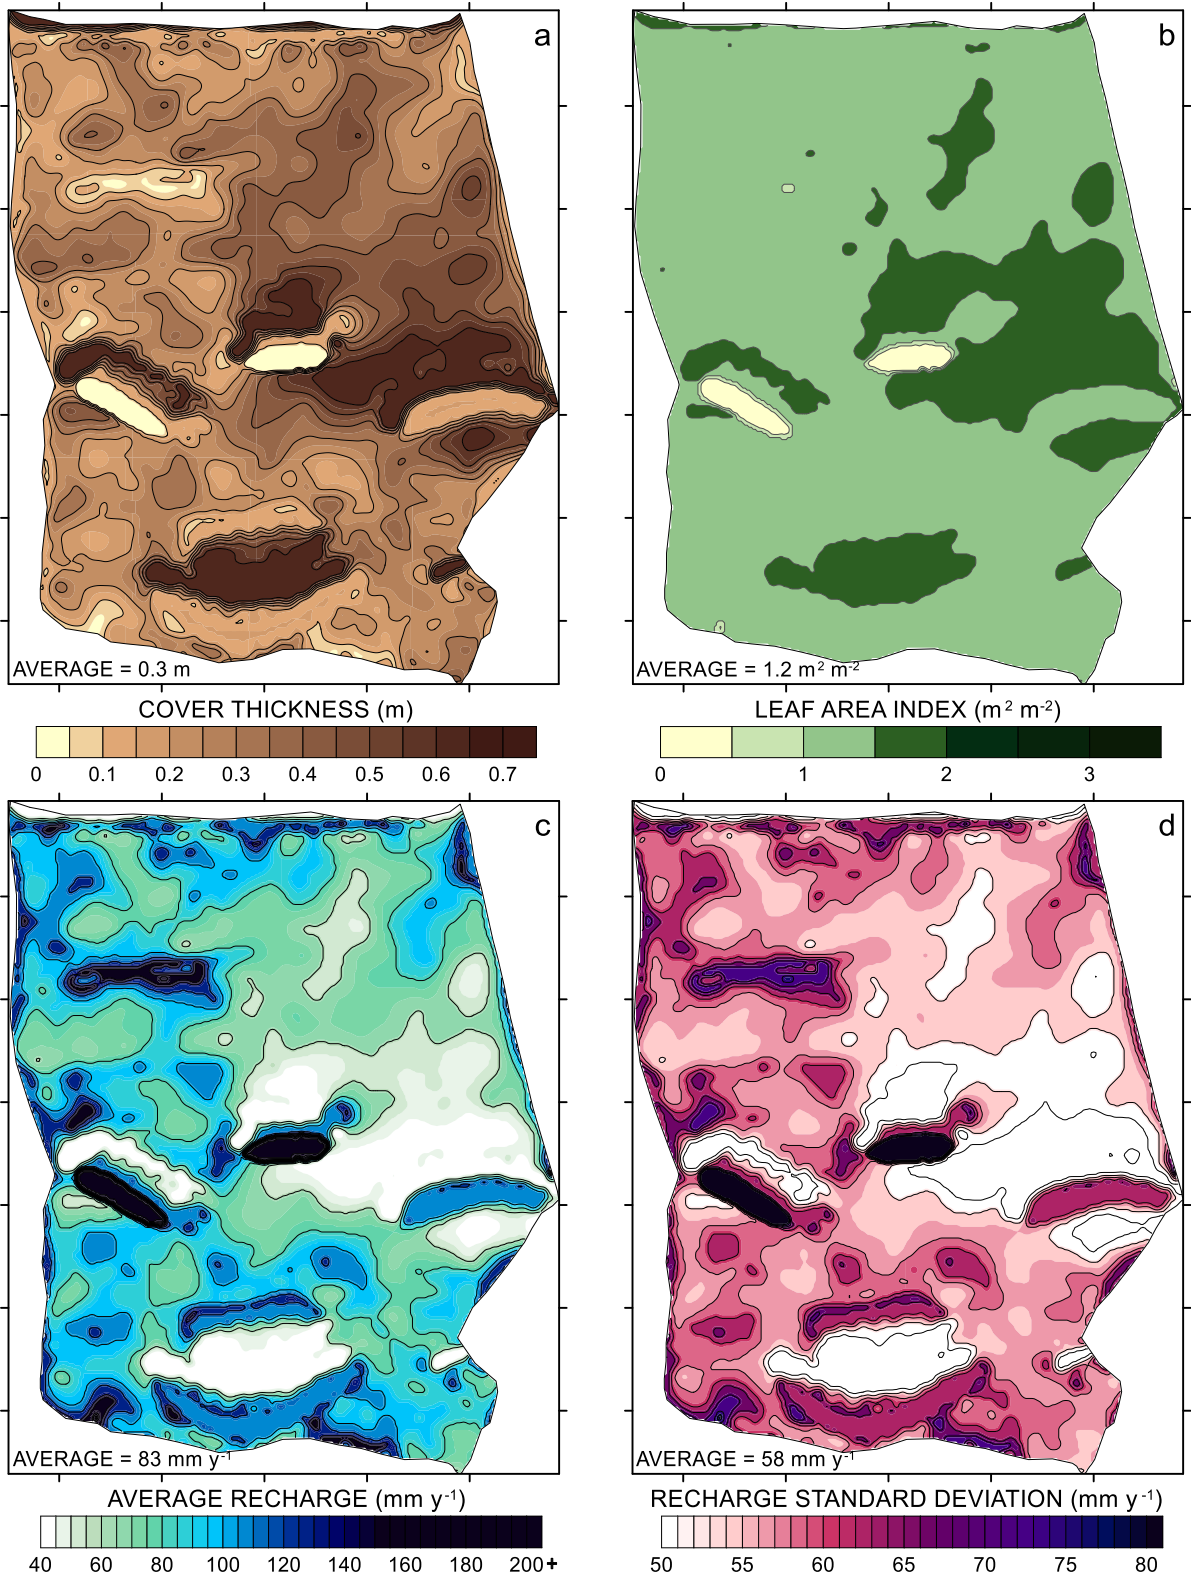 a
b
AVERAGE = 0.3 m
AVERAGE = 1.2 m² m⁻²
COVER THICKNESS (m)
LEAF AREA INDEX (m² m⁻²)
0 0.1 0.2 0.3 0.4 0.5 0.6 0.7
0 1 2 3
c
d
AVERAGE = 83 mm y⁻¹
AVERAGE = 58 mm y⁻¹
AVERAGE RECHARGE (mm y⁻¹)
RECHARGE STANDARD DEVIATION (mm y⁻¹)
40 60 80 100 120 140 160 180 200+
50 55 60 65 70 75 80